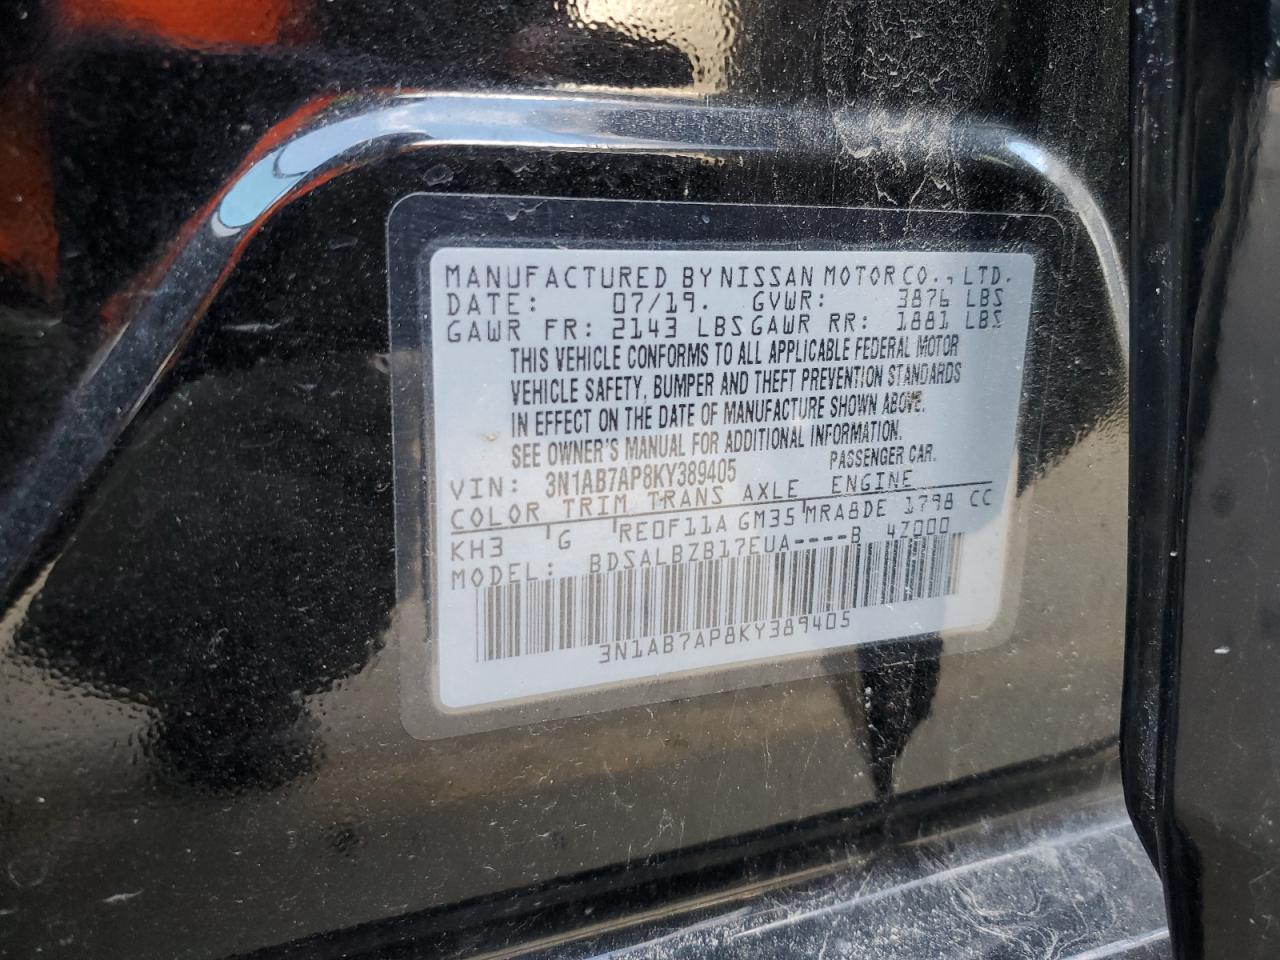 MANUFACTURED BY NISSAN MOTOR CO., LTD.
DATE: 07/19. GVWR: 3876 LBS
GAWR FR: 2143 LBS GAWR RR: 1881 LBS
THIS VEHICLE CONFORMS TO ALL APPLICABLE FEDERAL MOTOR
VEHICLE SAFETY, BUMPER AND THEFT PREVENTION STANDARDS
IN EFFECT ON THE DATE OF MANUFACTURE SHOWN ABOVE.
SEE OWNER'S MANUAL FOR ADDITIONAL INFORMATION.
VIN: 3N1AB7AP8KY389405 PASSENGER CAR.
COLOR TRIM TRANS AXLE ENGINE
KH3 G RE0F11A GM35 MRA8DE 1798 CC
MODEL: BDSALBZB17EUA----B 4Z000
3N1AB7AP8KY389405